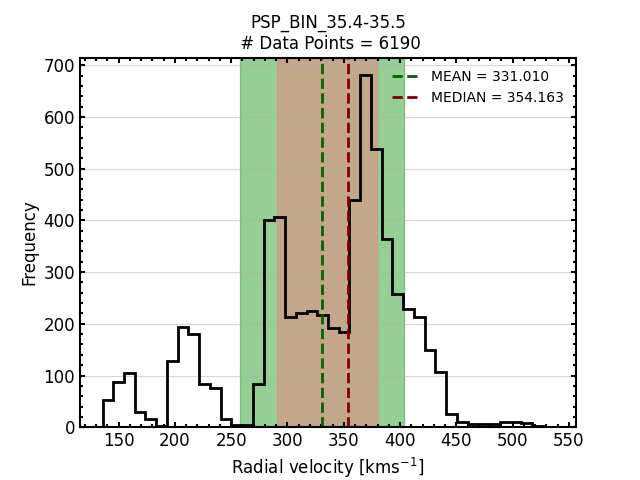 PSP_BIN_35.4-35.5
# Data Points = 6190
MEAN = 331.010
MEDIAN = 354.163
Frequency
700
600
500
400
300
200
100
0
150 200 250 300 350 400 450 500 550
Radial velocity [kms⁻¹]